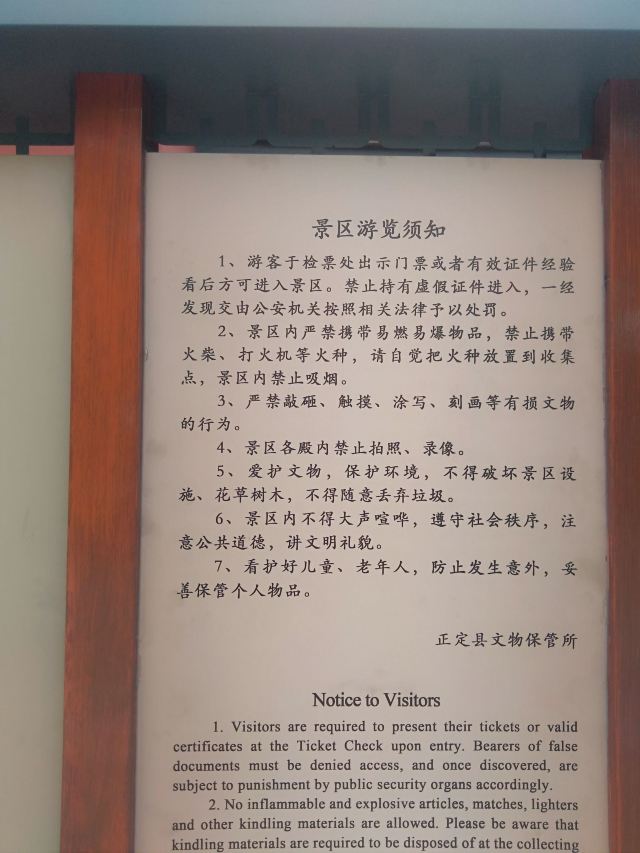 景区游览须知
1、游客于检票处出示门票或者有效证件经验
看后方可进入景区。禁止持有虚假证件进入，一经
发现交由公安机关按照相关法律予以处罚。
2、景区内严禁携带易燃易爆物品，禁止携带
火柴、打火机等火种，请自觉把火种放置到收集
点，景区内禁止吸烟。
3、严禁敲砸、触摸、涂写、刻画等有损文物
的行为。
4、景区各殿内禁止拍照、录像。
5、爱护文物，保护环境，不得破坏景区设
施、花草树木，不得随意丢弃垃圾。
6、景区内不得大声喧哗，遵守社会秩序，注
意公共道德，讲文明礼貌。
7、看护好儿童、老年人，防止发生意外，妥
善保管个人物品。
正定县文物保管所
Notice to Visitors
1. Visitors are required to present their tickets or valid
certificates at the Ticket Check upon entry. Bearers of false
documents must be denied access, and once discovered, are
subject to punishment by public security organs accordingly.
2. No inflammable and explosive articles, matches, lighters
and other kindling materials are allowed. Please be aware that
kindling materials are required to be disposed of at the collecting